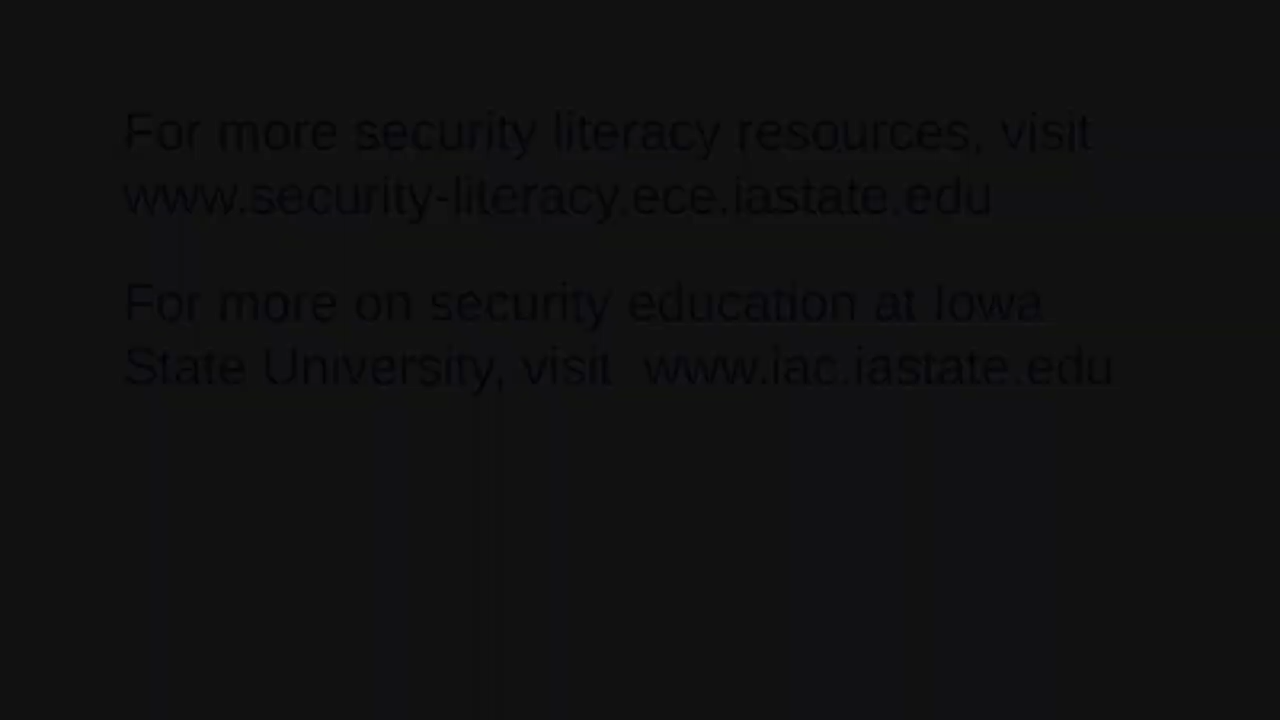 For more security literacy resources, visit
www.security-literacy.ece.iastate.edu
For more on security education at Iowa
State University, visit  www.iac.iastate.edu